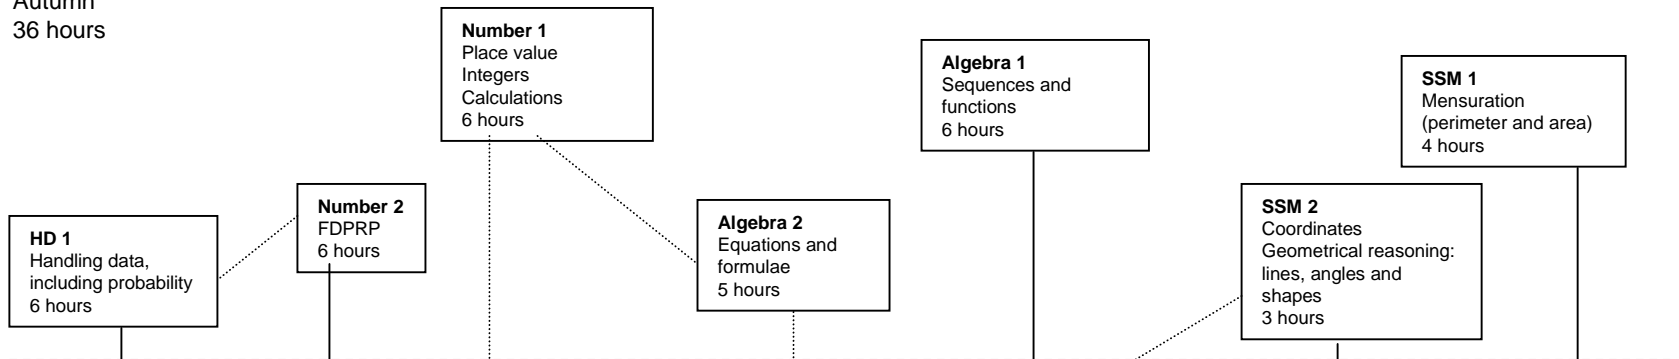 Autumn
36 hours
Number 1
Place value
Integers
Calculations
6 hours
Algebra 1
Sequences and
functions
6 hours
SSM 1
Mensuration
(perimeter and area)
4 hours
Number 2
FDPRP
6 hours
SSM 2
Coordinates
Geometrical reasoning:
lines, angles and
shapes
3 hours
Algebra 2
Equations and
formulae
5 hours
HD 1
Handling data,
including probability
6 hours